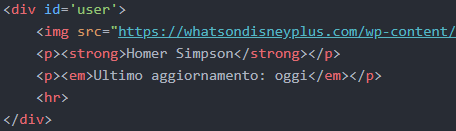 <div id='user'>
<img src="https://whatsondisneyplus.com/wp-content/
<p><strong>Homer Simpson</strong></p>
<p><em>Ultimo aggiornamento: oggi</em></p>
<hr>
</div>